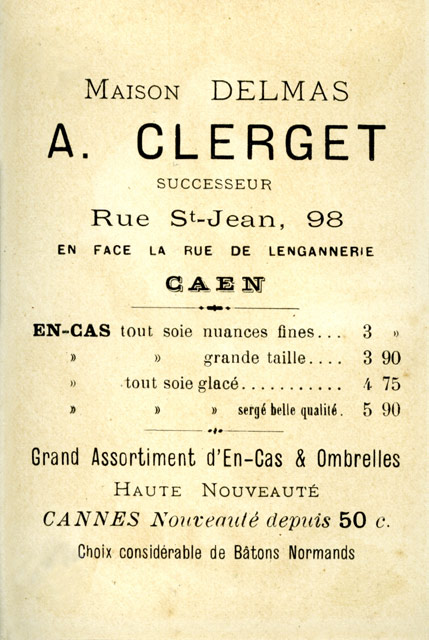 Maison DELMAS
A. CLERGET
SUCCESSEUR
Rue St-Jean, 98
EN FACE LA RUE DE LENGANNERIE
CAEN
EN-CAS tout soie nuances fines... 3 »
» » grande taille.... 3 90
» tout soie glacé........... 4 75
» » » sergé belle qualité. 5 90
Grand Assortiment d'En-Cas & Ombrelles
Haute Nouveauté
CANNES Nouveauté depuis 50 c.
Choix considérable de Bâtons Normands